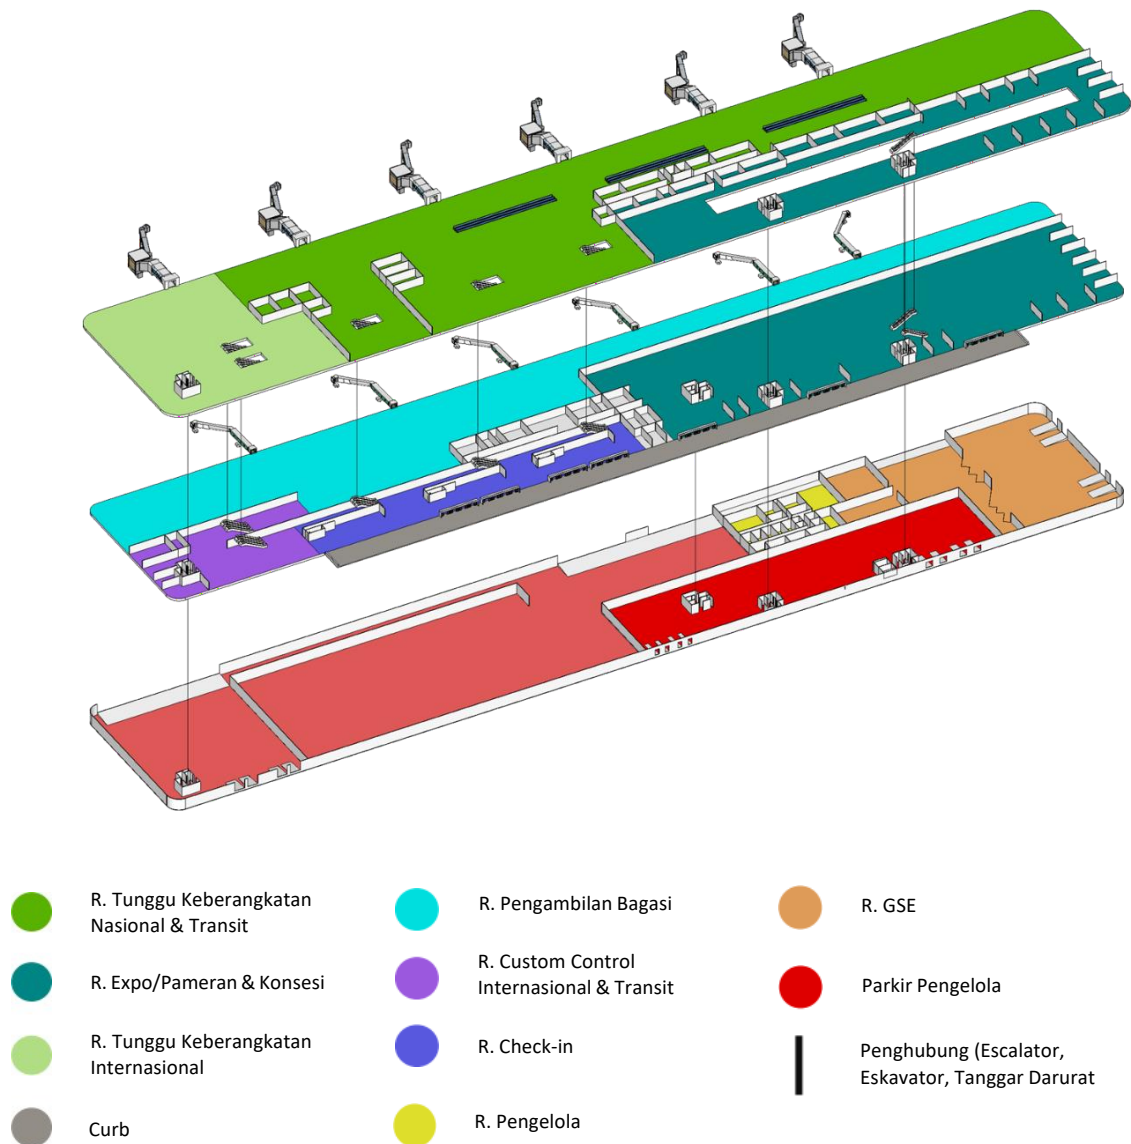 R. Tunggu Keberangkatan
Nasional & Transit
R. Expo/Pameran & Konsesi
R. Tunggu Keberangkatan
Internasional
Curb
R. Pengambilan Bagasi
R. Custom Control
Internasional & Transit
R. Check-in
R. Pengelola
R. GSE
Parkir Pengelola
Penghubung (Escalator,
Eskavator, Tanggar Darurat